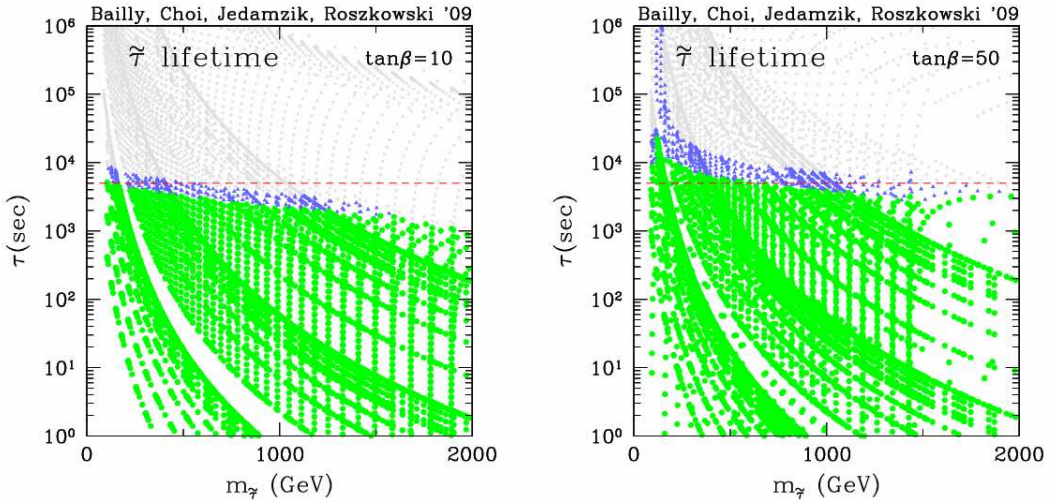 Bailly, Choi, Jedamzik, Roszkowski '09
τ̃ lifetime
tanβ=10
10⁶
10⁵
10⁴
10³
10²
10¹
10⁰
τ(sec)
0
1000
2000
m_τ̃ (GeV)
Bailly, Choi, Jedamzik, Roszkowski '09
τ̃ lifetime
tanβ=50
10⁶
10⁵
10⁴
10³
10²
10¹
10⁰
τ(sec)
0
1000
2000
m_τ̃ (GeV)